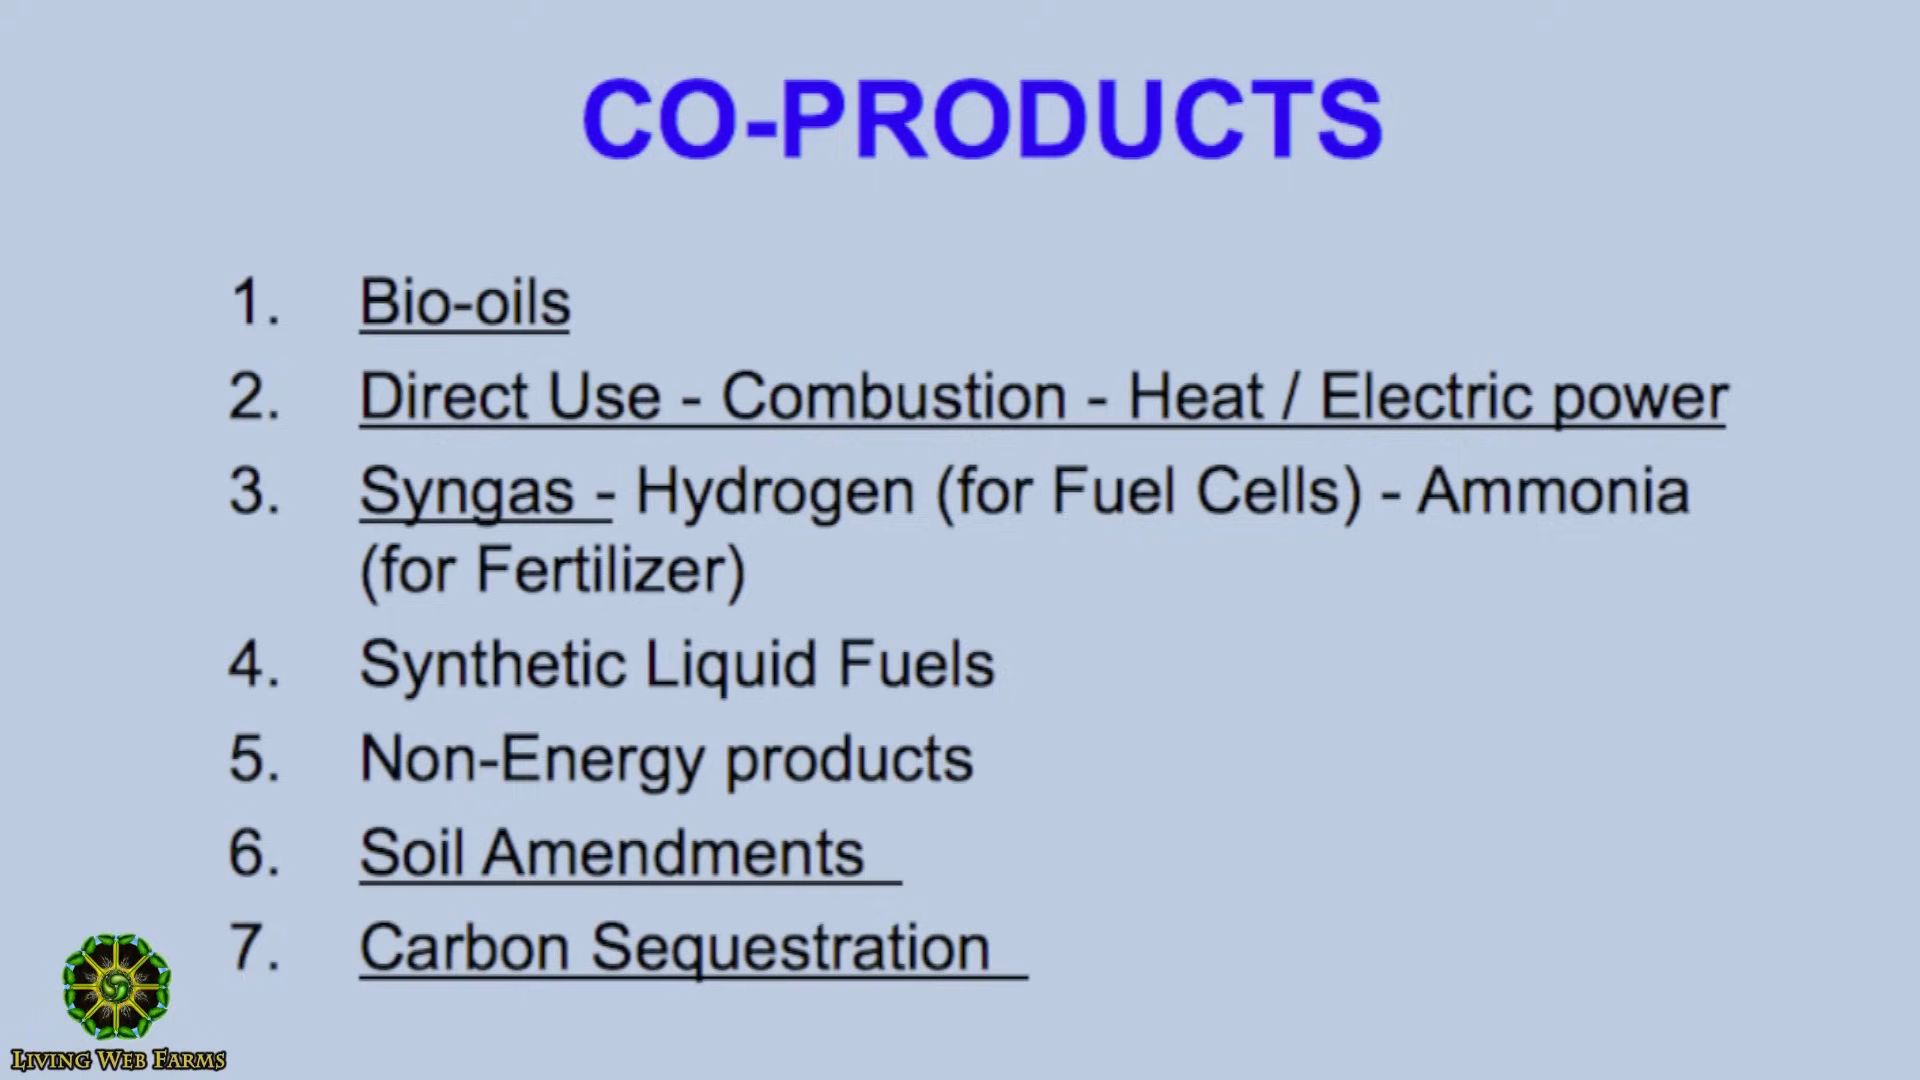 CO-PRODUCTS
1. Bio-oils
2. Direct Use - Combustion - Heat / Electric power
3. Syngas - Hydrogen (for Fuel Cells) - Ammonia
(for Fertilizer)
4. Synthetic Liquid Fuels
5. Non-Energy products
6. Soil Amendments
7. Carbon Sequestration
LIVING WEB FARMS